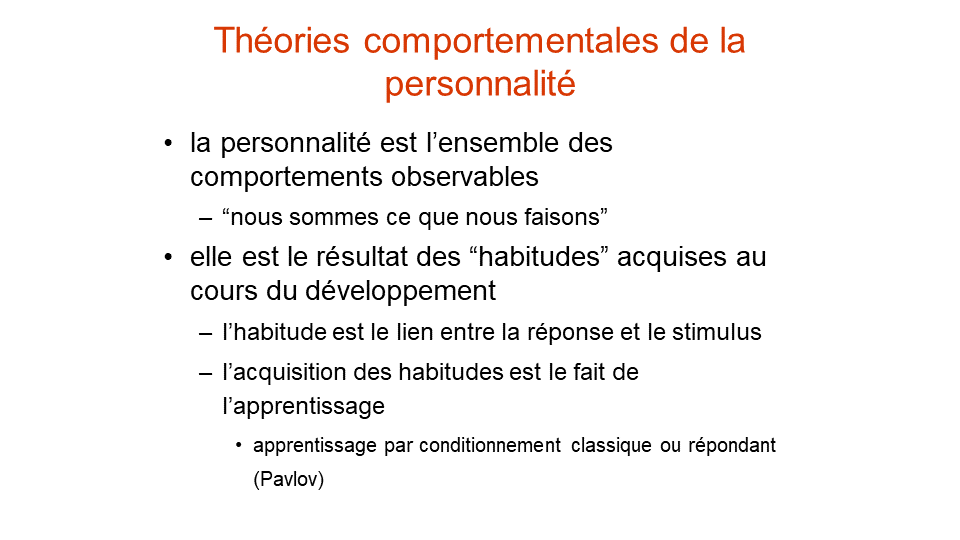 Théories comportementales de la
personnalité
• la personnalité est l’ensemble des
comportements observables
– “nous sommes ce que nous faisons”
• elle est le résultat des “habitudes” acquises au
cours du développement
– l’habitude est le lien entre la réponse et le stimulus
– l’acquisition des habitudes est le fait de
l’apprentissage
• apprentissage par conditionnement classique ou répondant
(Pavlov)